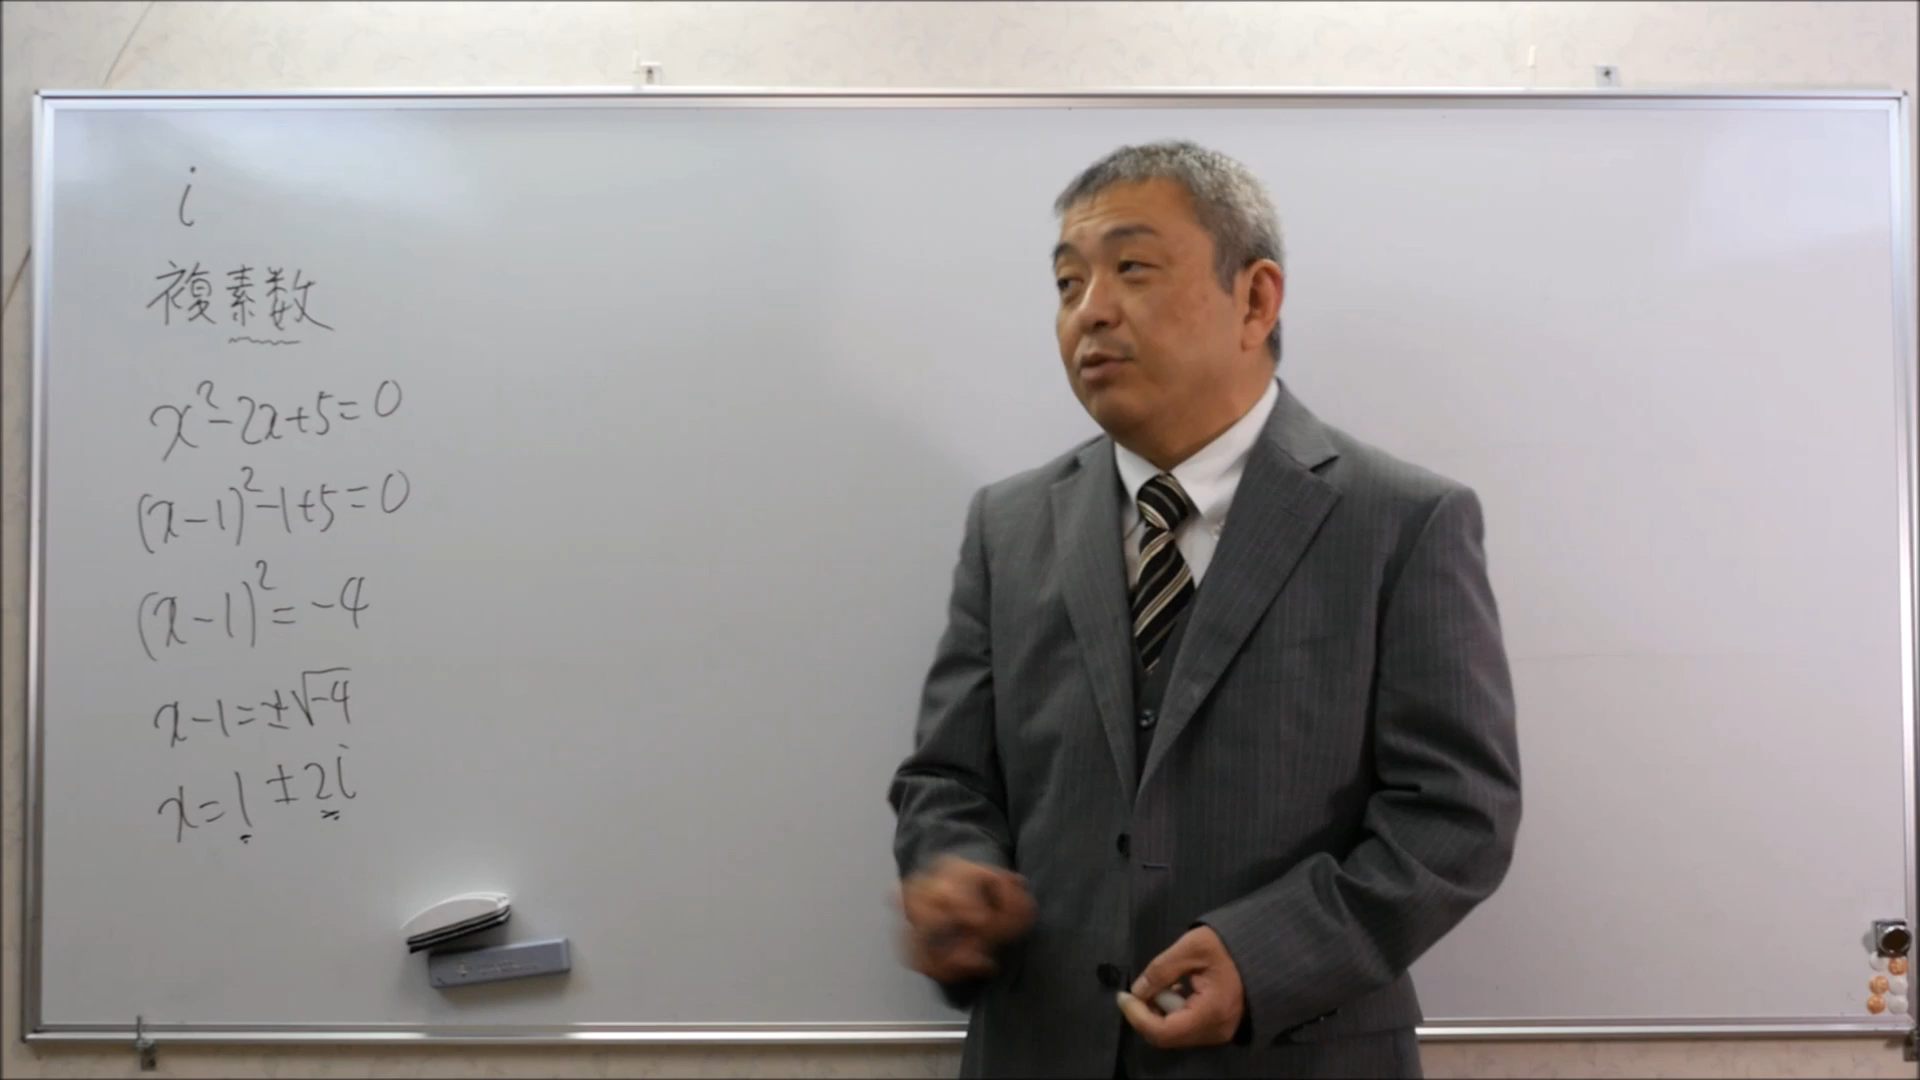 i
複素数
x²-2x+5=0
(x-1)²-1+5=0
(x-1)²=-4
x-1=±√-4
x=1±2i